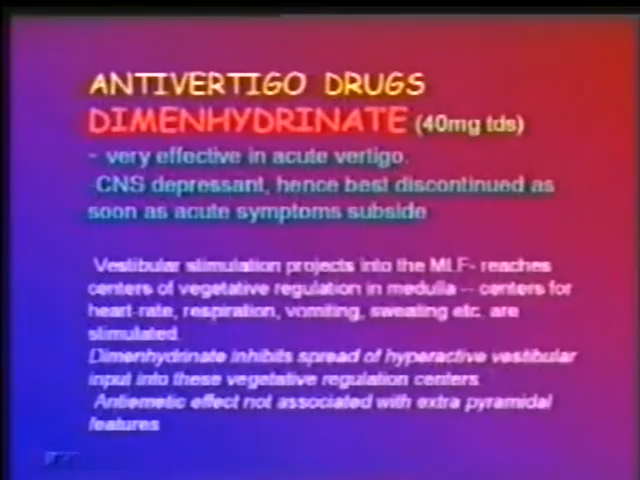 ANTIVERTIGO DRUGS
DIMENHYDRINATE (40mg tds)
- very effective in acute vertigo.
-CNS depressant, hence best discontinued as
soon as acute symptoms subside
Vestibular stimulation projects into the MLF- reaches
centers of vegetative regulation in medulla -- centers for
heart-rate, respiration, vomiting, sweating etc. are
stimulated.
Dimenhydrinate inhibits spread of hyperactive vestibular
input into these vegetative regulation centers.
Antiemetic effect not associated with extra pyramidal
features